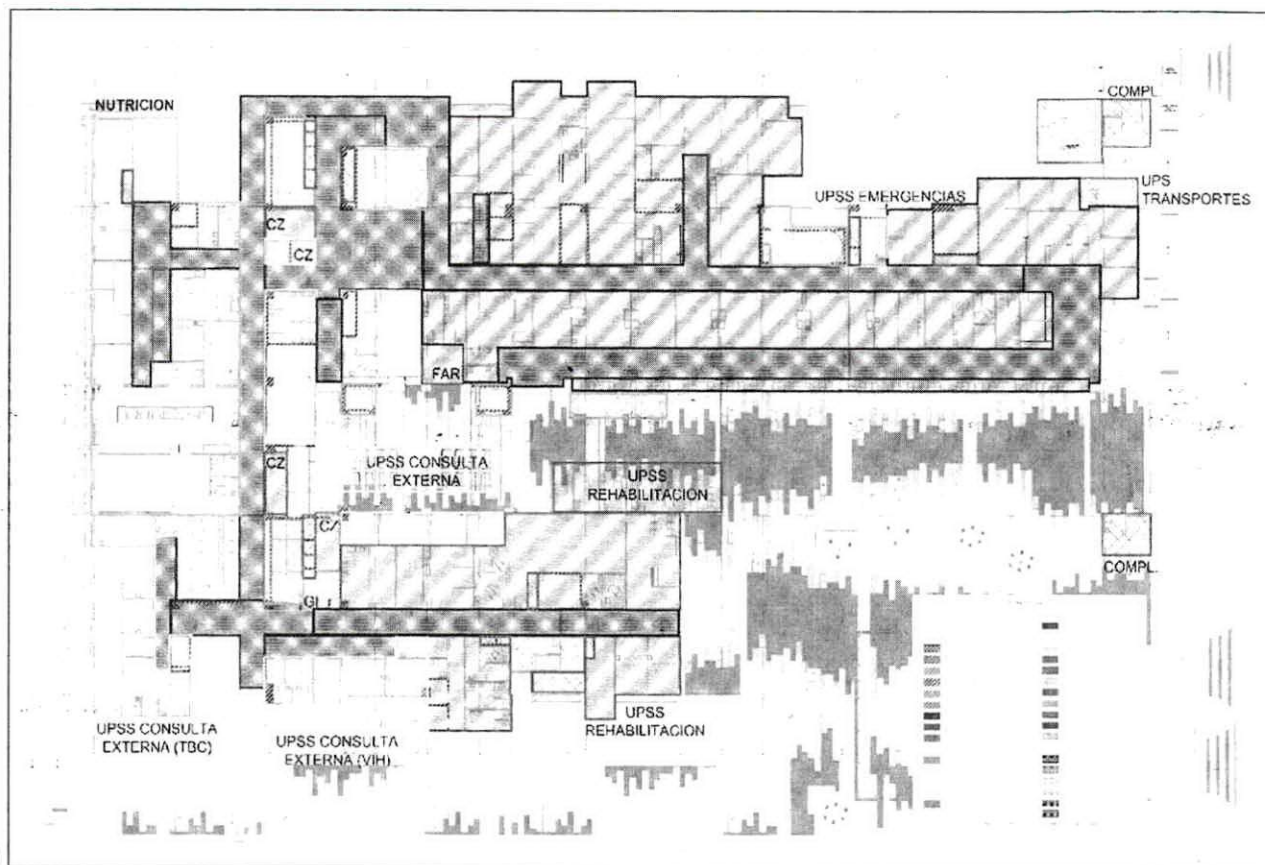 NUTRICION
COMPL.
UPSS EMERGENCIAS
UPS
TRANSPORTES
CZ
CZ
FAR
CZ
UPSS CONSULTA
EXTERNA
UPSS
REHABILITACION
CZ
COMPL.
UPSS
REHABILITACION
UPSS CONSULTA
EXTERNA (TBC)
UPSS CONSULTA
EXTERNA (VIH)